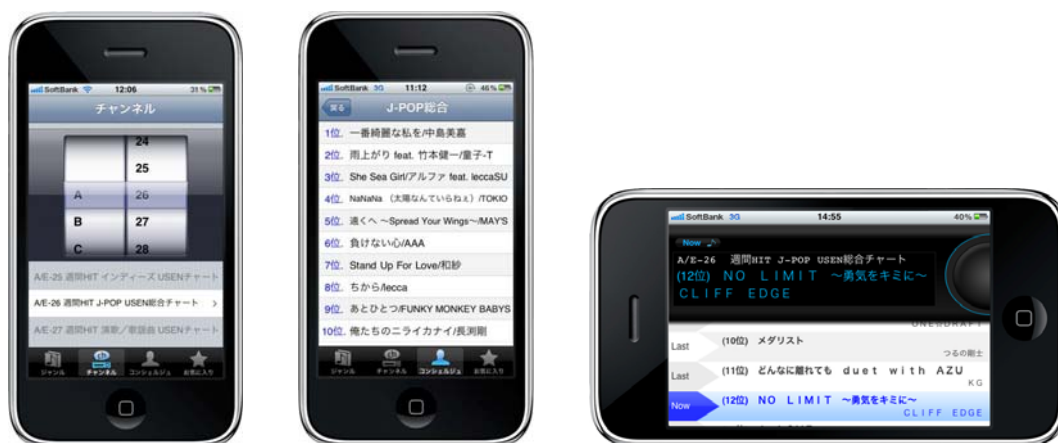 SoftBank 12:06 31%
チャンネル
24
25
A 26
B 27
C 28
A/E-25 週間HIT インディーズ USENチャート
A/E-26 週間HIT J-POP USEN総合チャート
A/E-27 週間HIT 演歌/歌謡曲 USENチャート
ジャンル チャンネル コンシェルジュ お気に入り
SoftBank 3G 11:12 46%
戻る J-POP総合
1位. 一番綺麗な私を/中島美嘉
2位. 雨上がり feat. 竹本健一/童子-T
3位. She Sea Girl/アルファ feat. leccaSU
4位. NaNaNa (太陽なんていらねぇ)/TOKIO
5位. 遠くへ ~Spread Your Wings~/MAY'S
6位. 負けない心/AAA
7位. Stand Up For Love/和紗
8位. ちから/lecca
9位. あとひとつ/FUNKY MONKEY BABYS
10位. 俺たちのニライカナイ/長渕剛
ジャンル チャンネル コンシェルジュ お気に入り
SoftBank 3G 14:55 40%
Now
A/E-26 週間HIT J-POP USEN総合チャート
(12位) NO LIMIT ~勇気をキミに~
CLIFF EDGE
ONE☆DRAFT
Last (10位) メダリスト
つるの剛士
Last (11位) どんなに離れても duet with AZU
KG
Now (12位) NO LIMIT ~勇気をキミに~
CLIFF EDGE